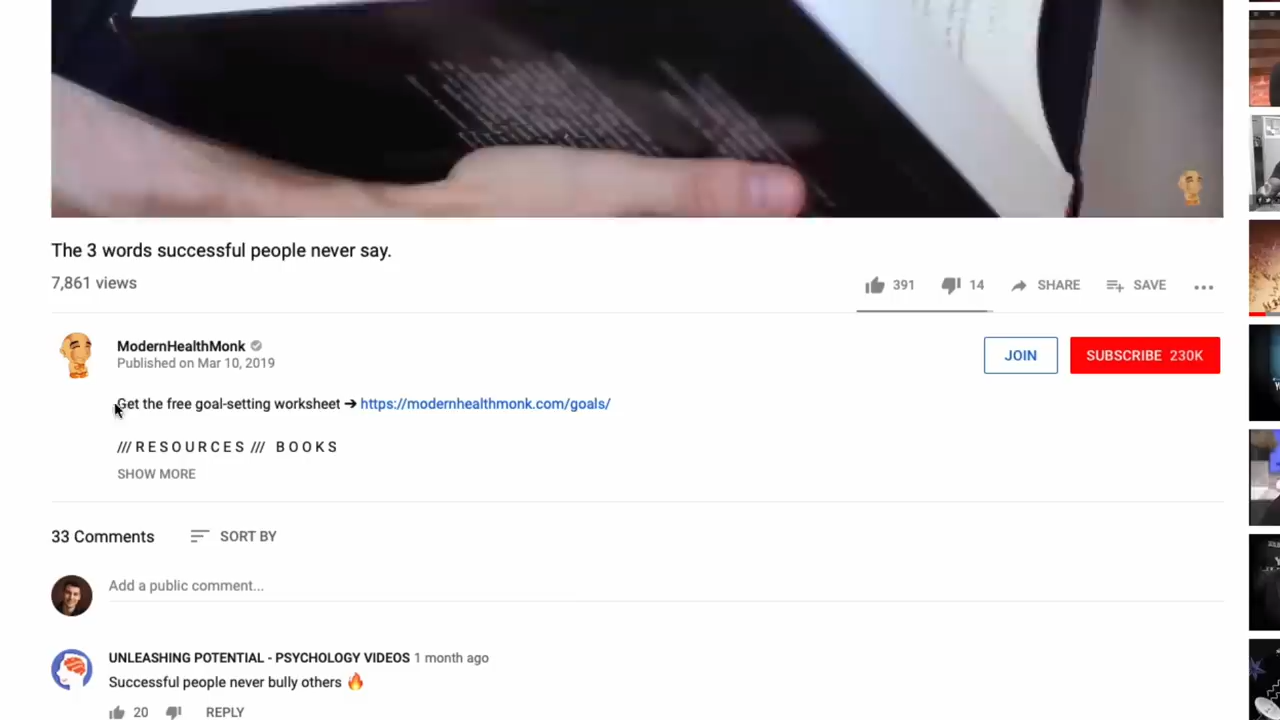 The 3 words successful people never say.
7,861 views
391 14 SHARE SAVE
ModernHealthMonk
Published on Mar 10, 2019
JOIN SUBSCRIBE 230K
Get the free goal-setting worksheet ➔ https://modernhealthmonk.com/goals/
/// R E S O U R C E S /// B O O K S
SHOW MORE
33 Comments SORT BY
Add a public comment...
UNLEASHING POTENTIAL - PSYCHOLOGY VIDEOS 1 month ago
Successful people never bully others 🔥
20 REPLY